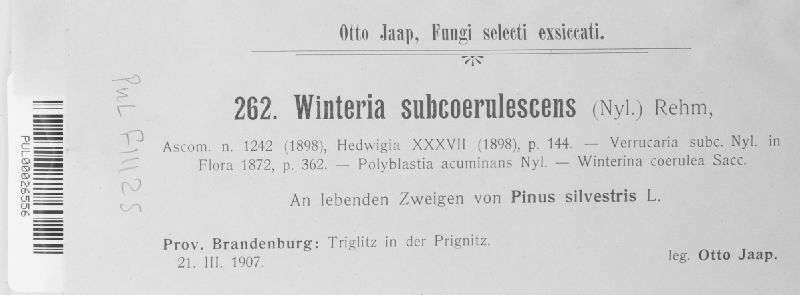 Otto Jaap, Fungi selecti exsiccati.
262. Winteria subcoerulescens (Nyl.) Rehm,
Ascom. n. 1242 (1898), Hedwigia XXXVII (1898), p. 144. — Verrucaria subc. Nyl. in
Flora 1872, p. 362. — Polyblastia acuminans Nyl. — Winterina coerulea Sacc.
An lebenden Zweigen von Pinus silvestris L.
Prov. Brandenburg: Triglitz in der Prignitz.
21. III. 1907.
leg. Otto Jaap.
PUL00026556
PUL F11125